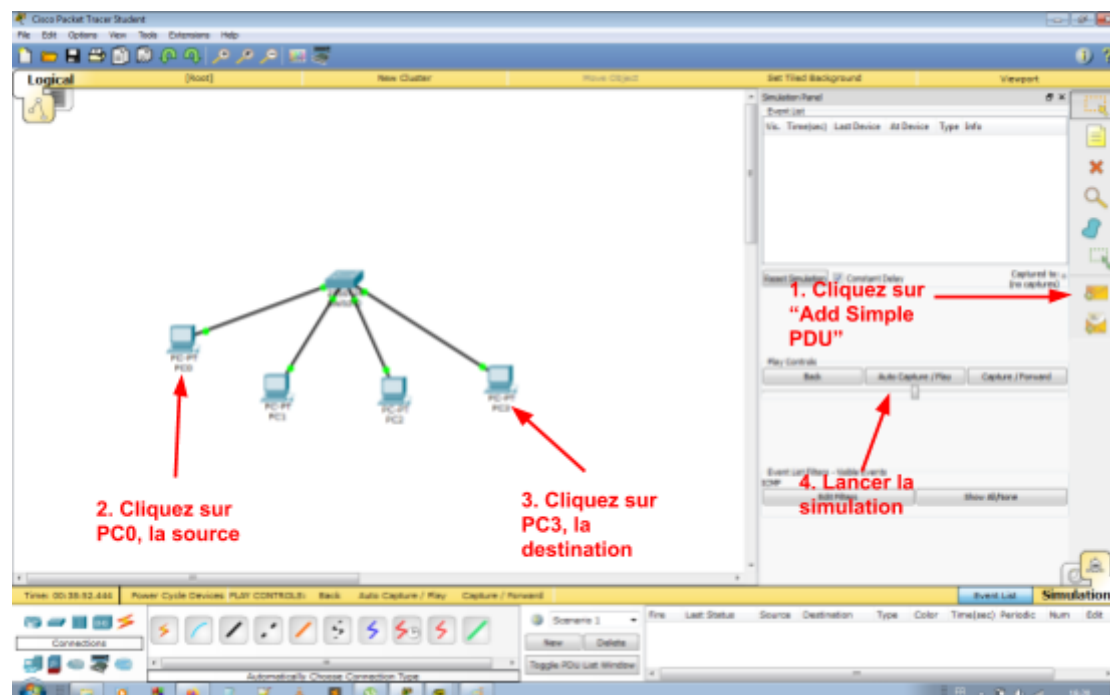 Cisco Packet Tracer Student
File Edit Options View Tools Extensions Help
Logical [Root] New Cluster Move Object Set Tiled Background Viewport
Simulation Panel
Event List
Vis. Time(sec) Last Device At Device Type Info
Reset Simulation Constant Delay
Captured to:
(no captures)
1. Cliquez sur
“Add Simple
PDU”
PC-PT
PC0
PC-PT
PC1
PC-PT
PC2
PC-PT
PC3
Play Controls
Back Auto Capture / Play Capture / Forward
2. Cliquez sur
PC0, la source
3. Cliquez sur
PC3, la
destination
Event List Filters - Visible Events
ICMP
Edit Filters Show All/None
4. Lancer la
simulation
Time: 00:38:52.444 Power Cycle Devices PLAY CONTROLS: Back Auto Capture / Play Capture / Forward
Event List Simulation
Connections
Automatically Choose Connection Type
Scenario 1
New Delete
Toggle PDU List Window
Fire Last Status Source Destination Type Color Time(sec) Periodic Num Edit